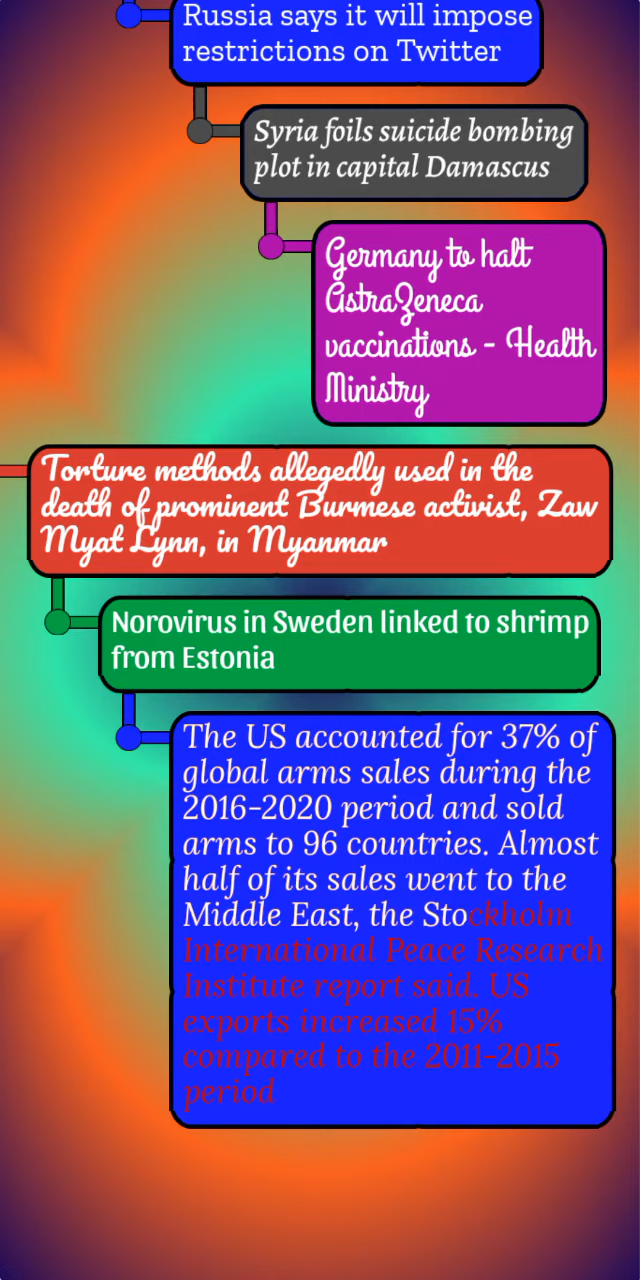 Russia says it will impose
restrictions on Twitter
Syria foils suicide bombing
plot in capital Damascus
Germany to halt
AstraZeneca
vaccinations - Health
Ministry
Torture methods allegedly used in the
death of prominent Burmese activist, Zaw
Myat Lynn, in Myanmar
Norovirus in Sweden linked to shrimp
from Estonia
The US accounted for 37% of
global arms sales during the
2016-2020 period and sold
arms to 96 countries. Almost
half of its sales went to the
Middle East, the Stockholm
International Peace Research
Institute report said. US
exports increased 15%
compared to the 2011-2015
period